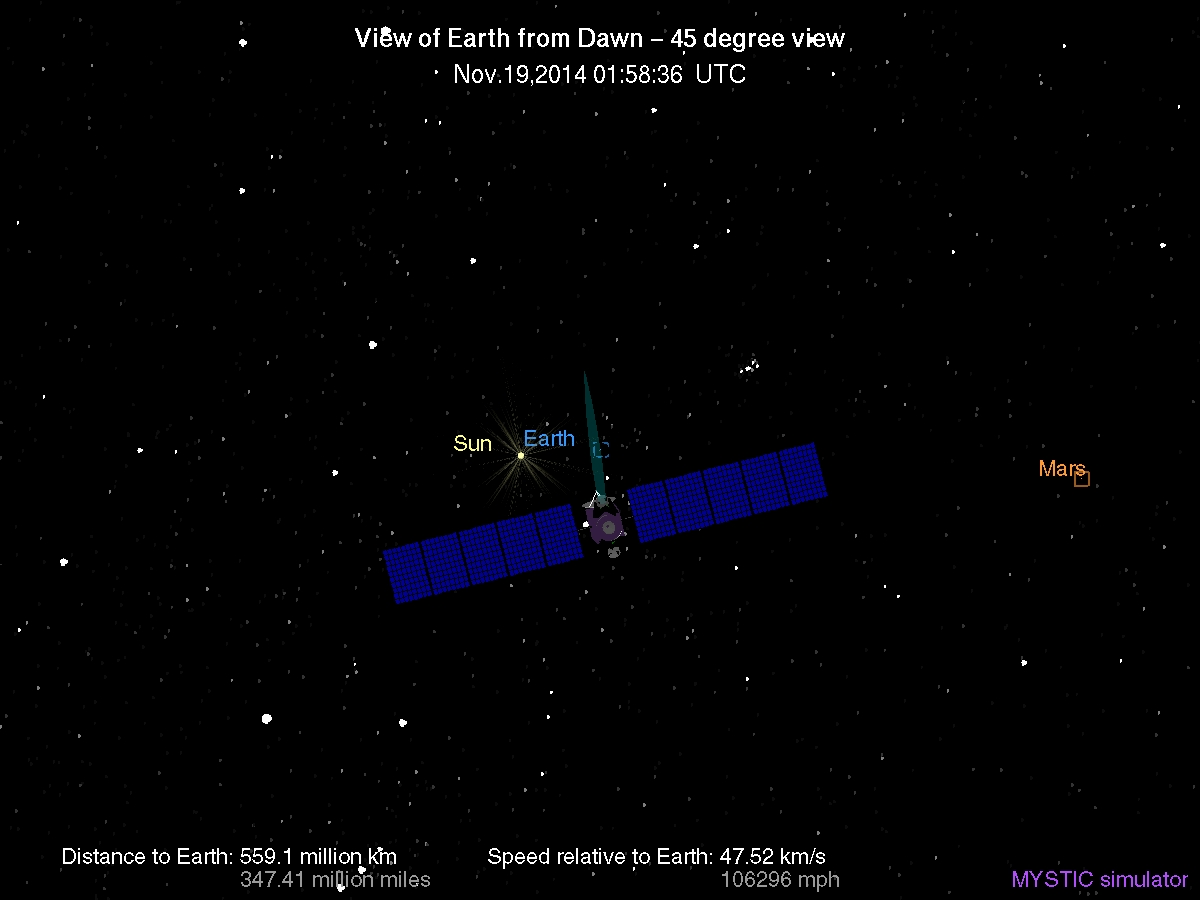 View of Earth from Dawn – 45 degree view
Nov.19,2014 01:58:36 UTC
Sun
Earth
Mars
Distance to Earth: 559.1 million km
347.41 million miles
Speed relative to Earth: 47.52 km/s
106296 mph
MYSTIC simulator